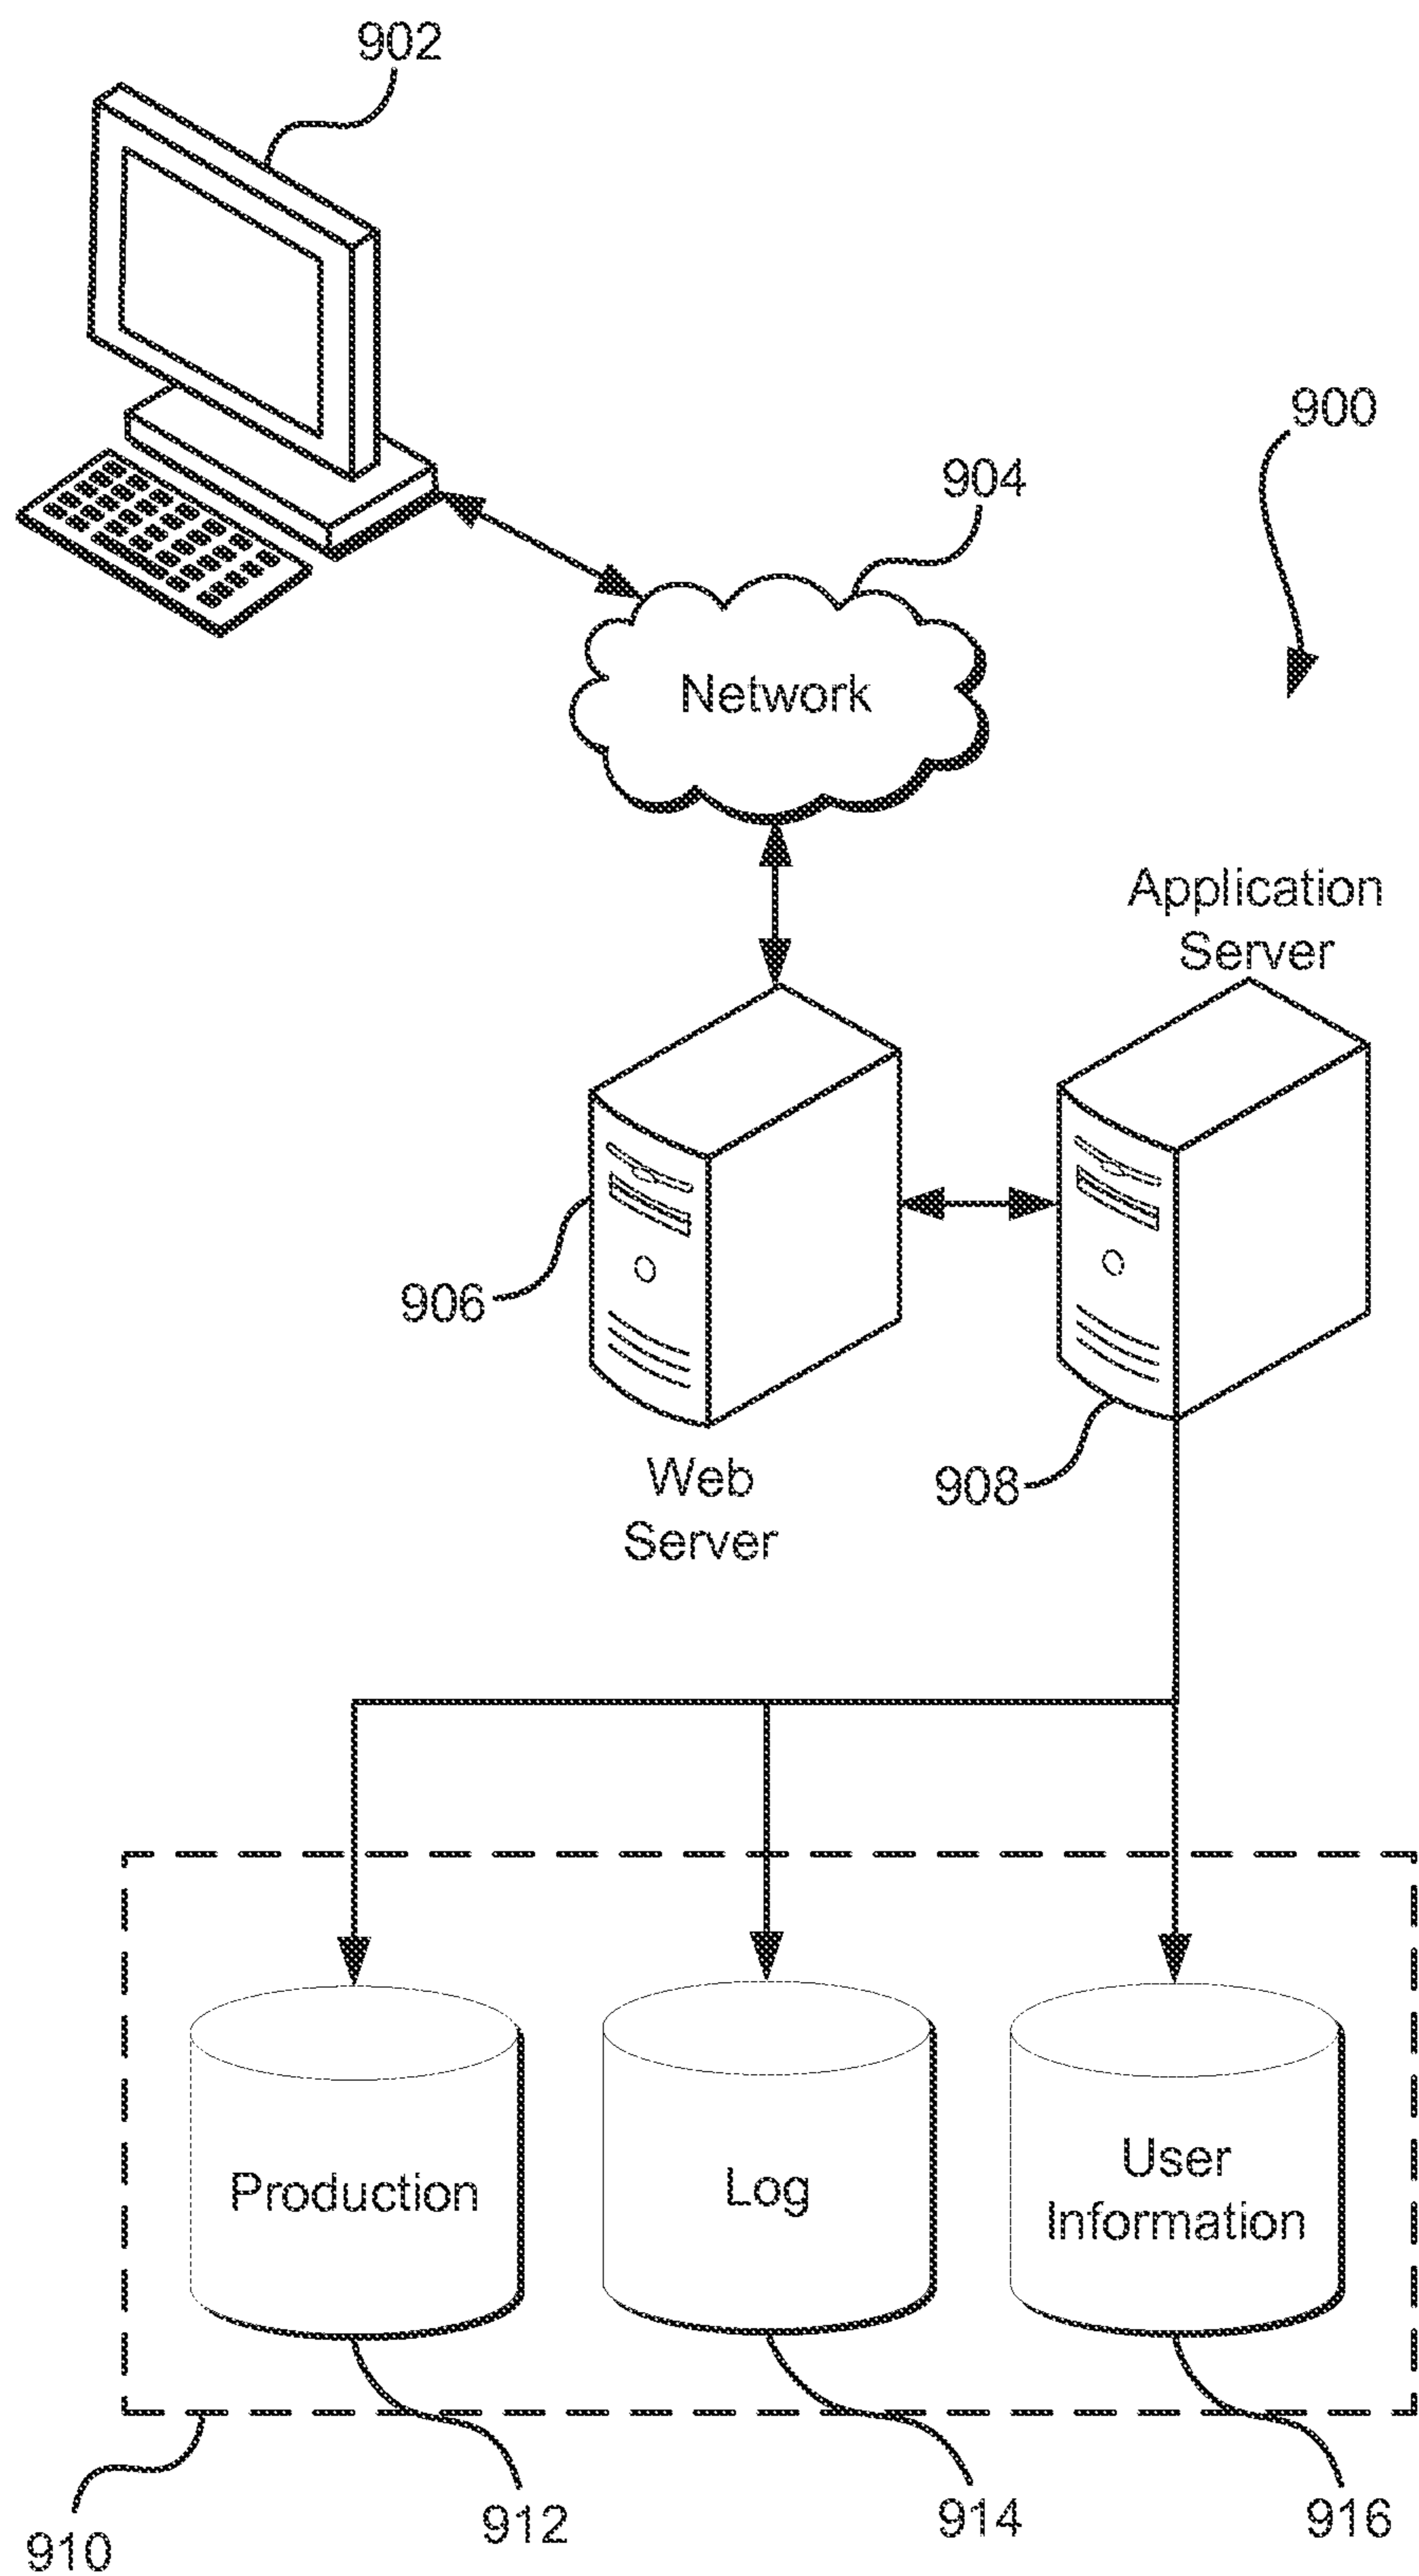 902
900
904
Network
Application
Server
906
Web
Server
908
Production
Log
User
Information
910
912
914
916